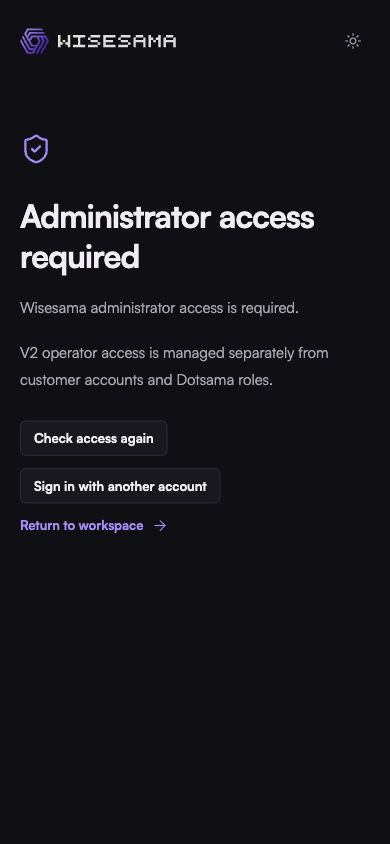 WISESAMA
Administrator access
required
Wisesama administrator access is required.
V2 operator access is managed separately from
customer accounts and Dotsama roles.
Check access again
Sign in with another account
Return to workspace